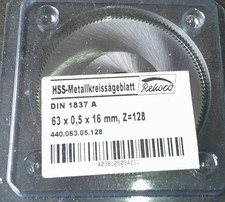 HSS-Metallkreissägeblatt
Rekord
DIN 1837 A
63 x 0,5 x 16 mm, Z=128
440.063.05.128